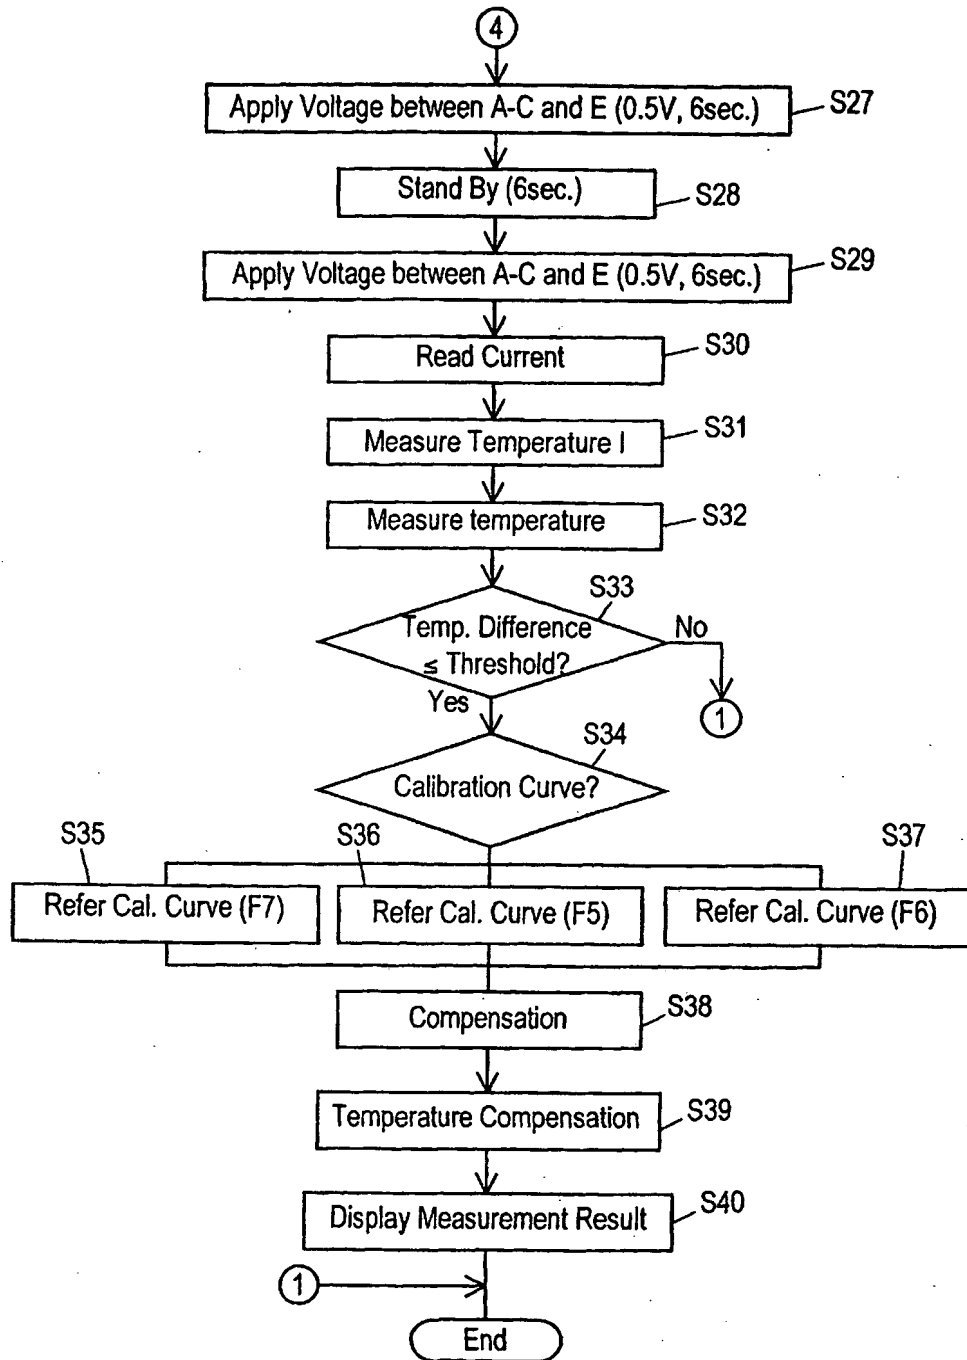 4
Apply Voltage between A-C and E (0.5V, 6sec.)
S27
Stand By (6sec.)
S28
Apply Voltage between A-C and E (0.5V, 6sec.)
S29
Read Current
S30
Measure Temperature I
S31
Measure temperature
S32
S33
Temp. Difference
≤ Threshold?
No
Yes
1
S34
Calibration Curve?
S35
S36
S37
Refer Cal. Curve (F7)
Refer Cal. Curve (F5)
Refer Cal. Curve (F6)
Compensation
S38
Temperature Compensation
S39
Display Measurement Result
S40
1
End